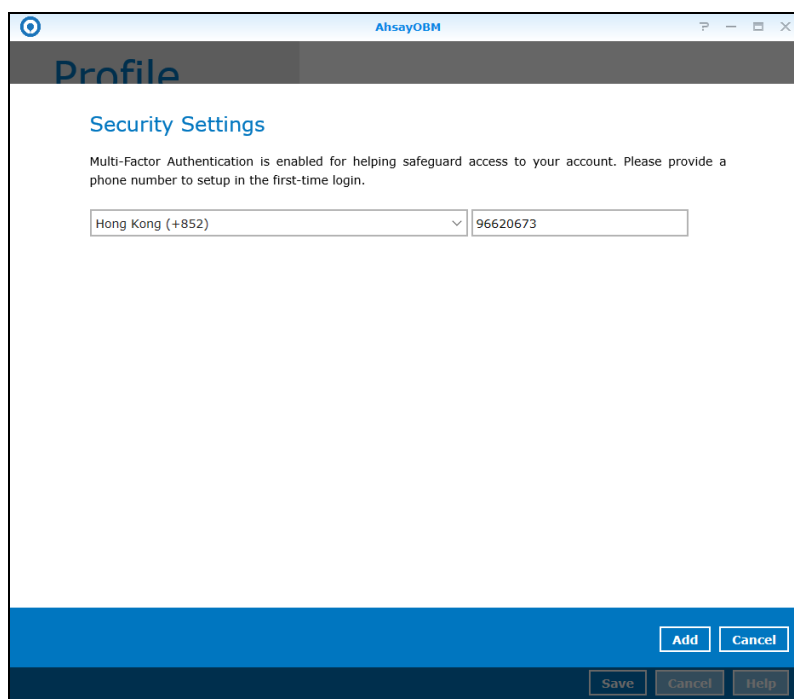 AhsayOBM
Profile
Security Settings
Multi-Factor Authentication is enabled for helping safeguard access to your account. Please provide a
phone number to setup in the first-time login.
Hong Kong (+852) 96620673
Add Cancel
Save Cancel Help